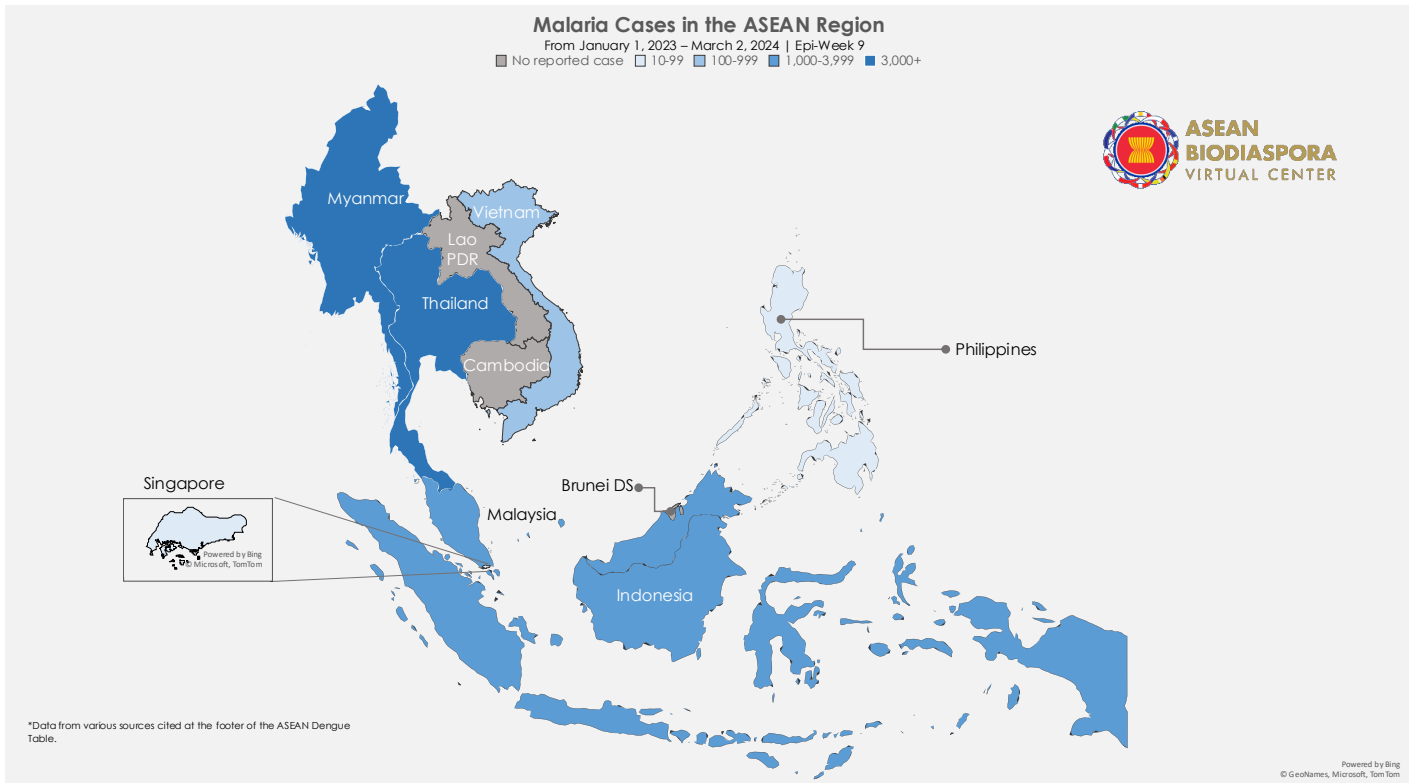 Malaria Cases in the ASEAN Region
From January 1, 2023 – March 2, 2024 | Epi-Week 9
No reported case 10-99 100-999 1,000-3,999 3,000+
ASEAN
BIODIASPORA
VIRTUAL CENTER
Myanmar
Vietnam
Lao
PDR
Thailand
Cambodia
Philippines
Singapore
Powered by Bing
© Microsoft, TomTom
Brunei DS
Malaysia
Indonesia
*Data from various sources cited at the footer of the ASEAN Dengue
Table.
Powered by Bing
© GeoNames, Microsoft, TomTom